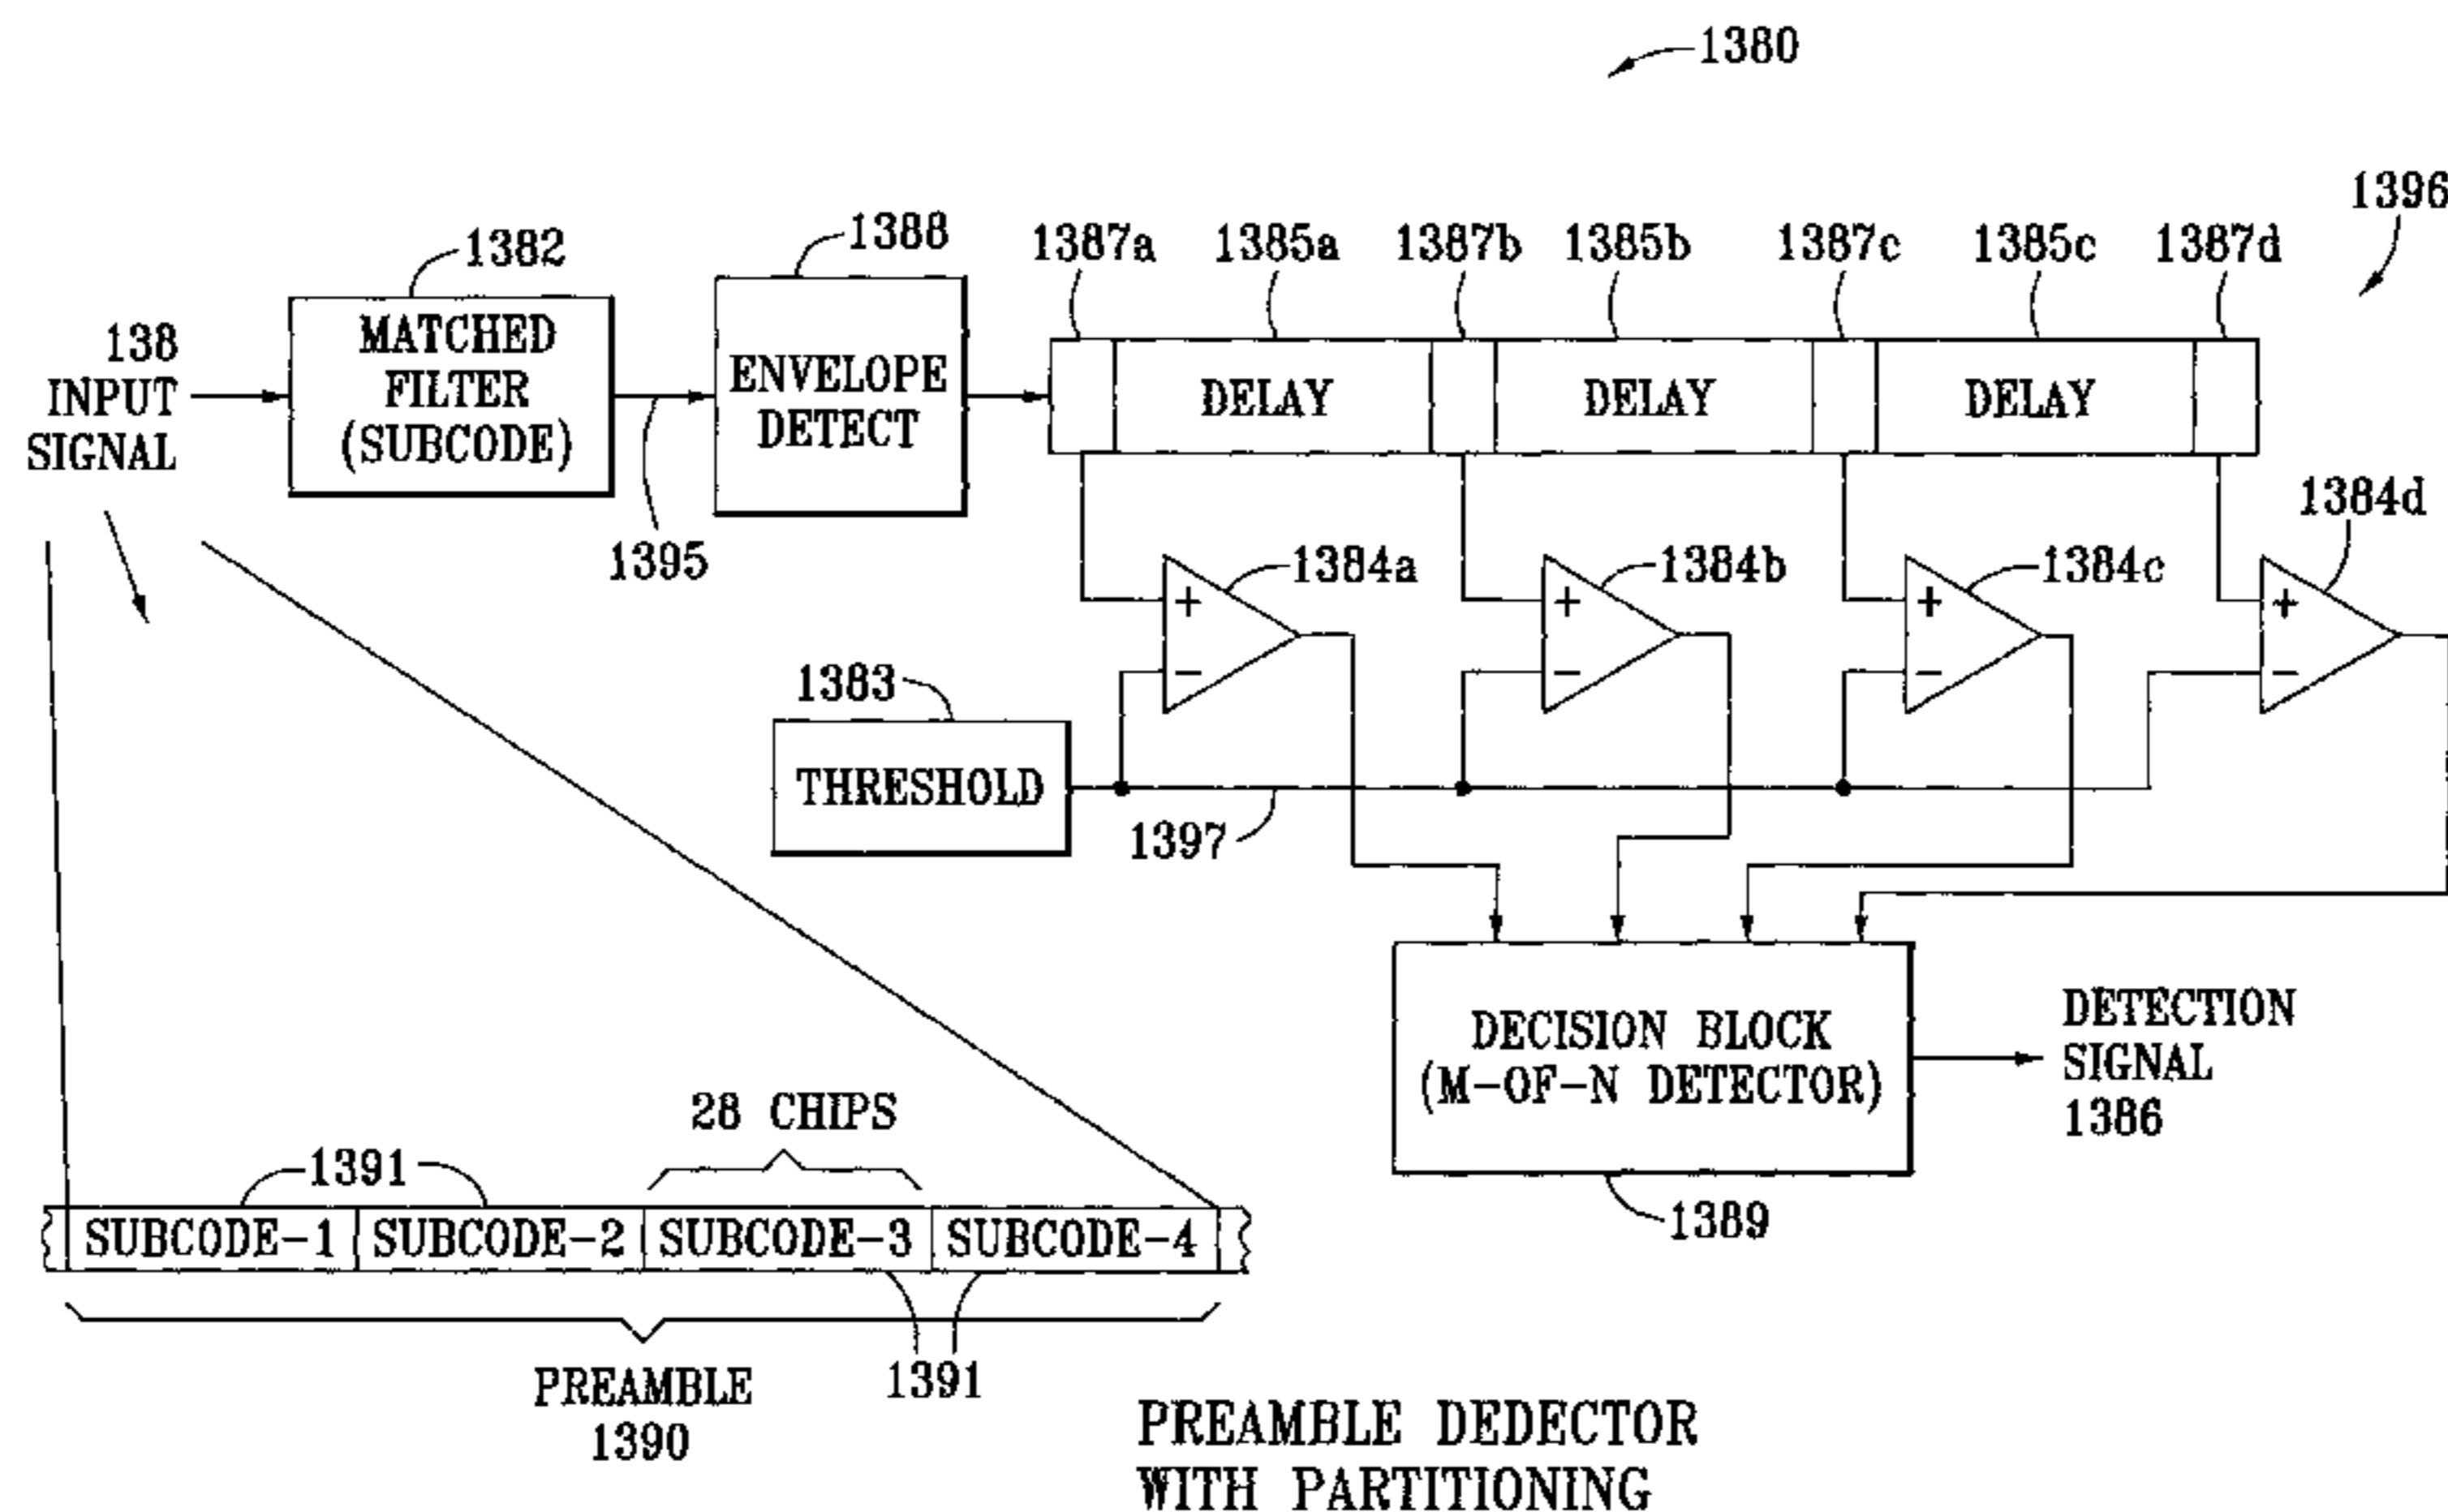 1380
1396
1382
1388
1387a
1385a
1387b
1385b
1387c
1385c
1387d
138
INPUT
SIGNAL
MATCHED
FILTER
(SUBCODE)
ENVELOPE
DETECT
DELAY
DELAY
DELAY
1395
1384a
1384b
1384c
1384d
+
+
+
+
-
-
-
-
1383
THRESHOLD
1397
DECISION BLOCK
(M-OF-N DETECTOR)
DETECTION
SIGNAL
1386
1389
28 CHIPS
1391
SUBCODE-1
SUBCODE-2
SUBCODE-3
SUBCODE-4
1391
PREAMBLE
1390
PREAMBLE DEDECTOR
WITH PARTITIONING